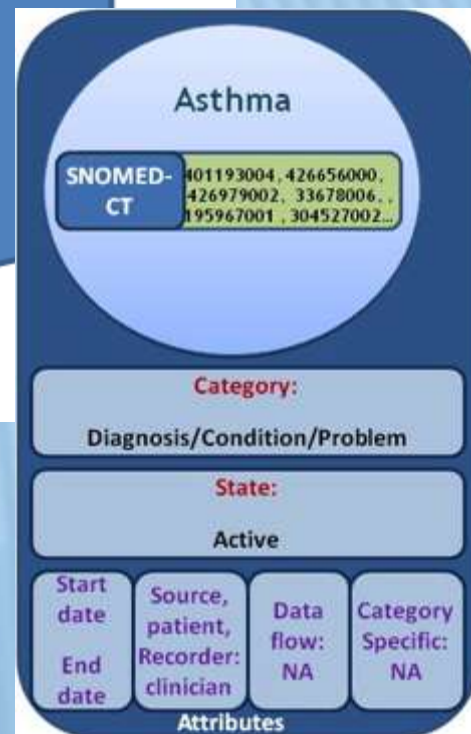 Asthma
SNOMED-
CT
401193004, 426656000,
426979002, 33678006, ,
195967001 , 304527002...
Category:
Diagnosis/Condition/Problem
State:
Active
Start
date
End
date
Source,
patient,
Recorder:
clinician
Data
flow:
NA
Category
Specific:
NA
Attributes